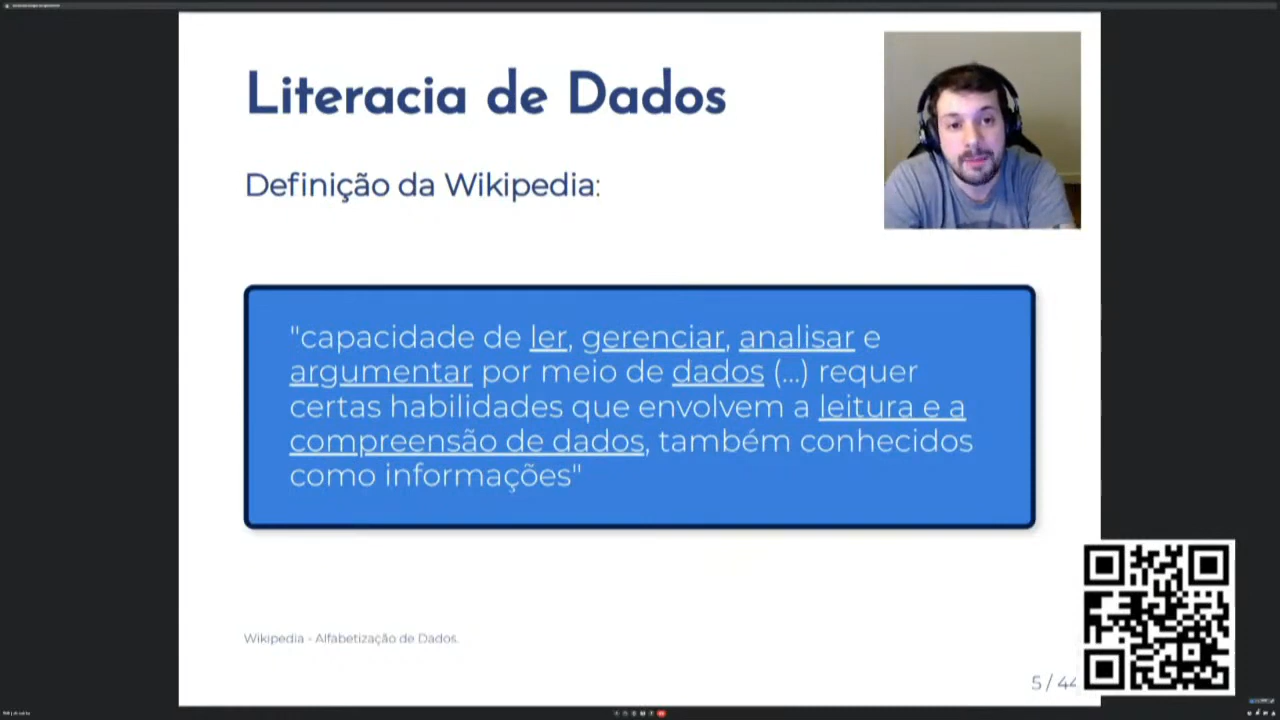 Literacia de Dados
Definição da Wikipedia:
"capacidade de ler, gerenciar, analisar e
argumentar por meio de dados (...) requer
certas habilidades que envolvem a leitura e a
compreensão de dados, também conhecidos
como informações"
Wikipedia - Alfabetização de Dados.
5 / 44